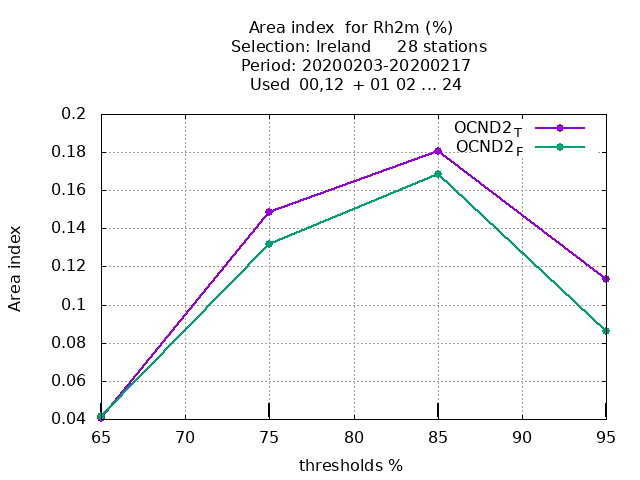 Area index  for Rh2m (%)
Selection: Ireland     28 stations
Period: 20200203-20200217
Used  00,12  + 01 02 ... 24
0.2
0.18
0.16
0.14
0.12
0.1
0.08
0.06
0.04
Area index
OCND2T
OCND2F
65 70 75 80 85 90 95
thresholds %